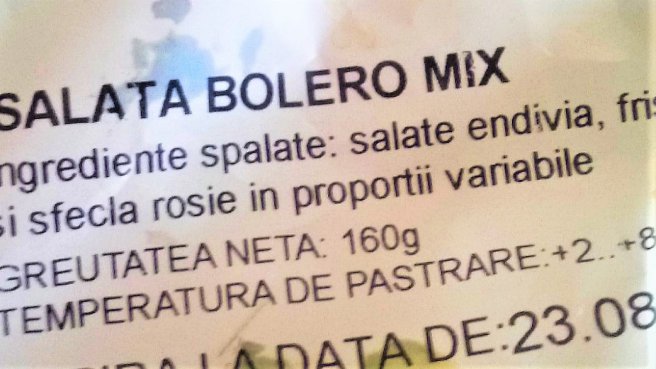 SALATA BOLERO MIX
ngrediente spalate: salate endivia, fris
și sfecla rosie in proportii variabile
GREUTATEA NETA: 160g
TEMPERATURA DE PASTRARE:+2..+8
LA DATA DE:23.08